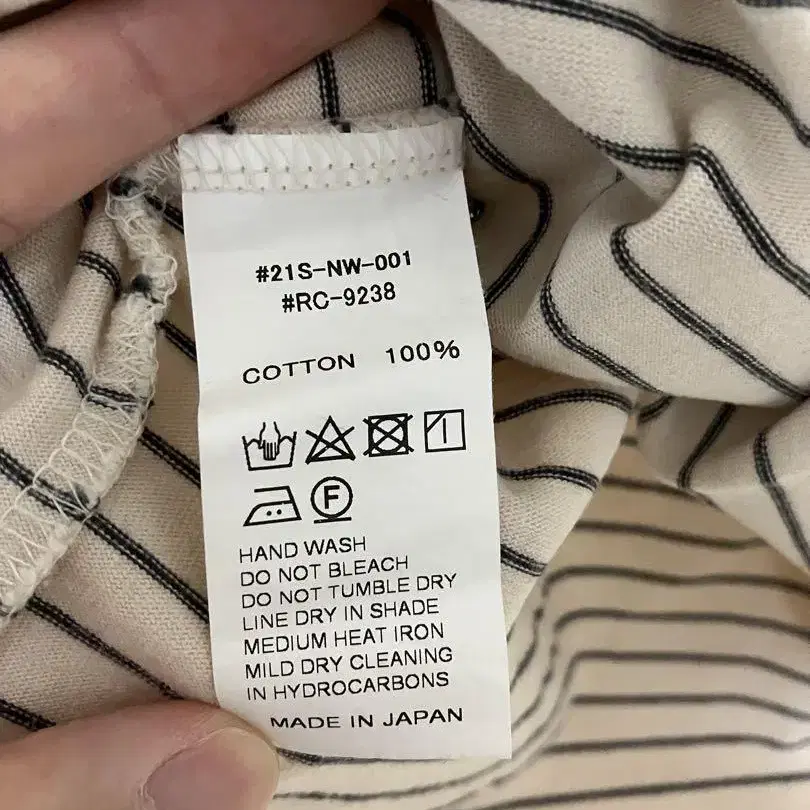 #21S-NW-001
#RC-9238
COTTON 100%
F
HAND WASH
DO NOT BLEACH
DO NOT TUMBLE DRY
LINE DRY IN SHADE
MEDIUM HEAT IRON
MILD DRY CLEANING
IN HYDROCARBONS
MADE IN JAPAN